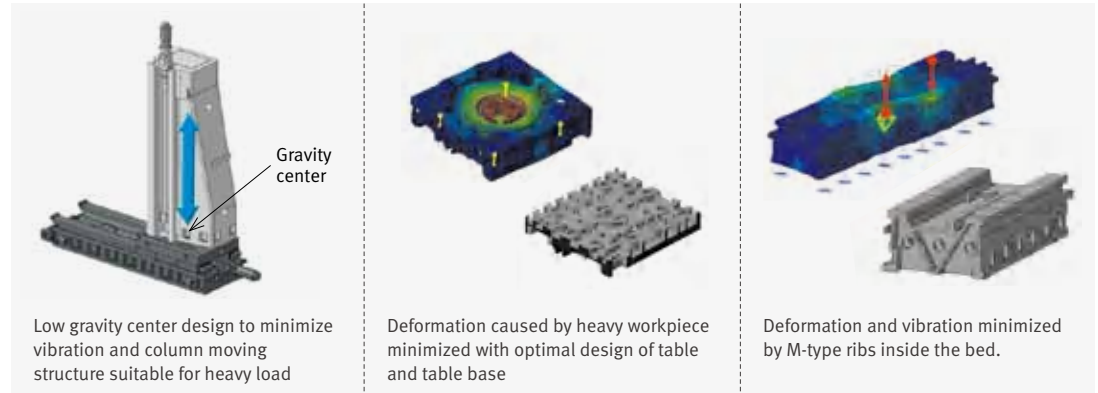 Gravity
center
Low gravity center design to minimize
vibration and column moving
structure suitable for heavy load
Deformation caused by heavy workpiece
minimized with optimal design of table
and table base
Deformation and vibration minimized
by M-type ribs inside the bed.